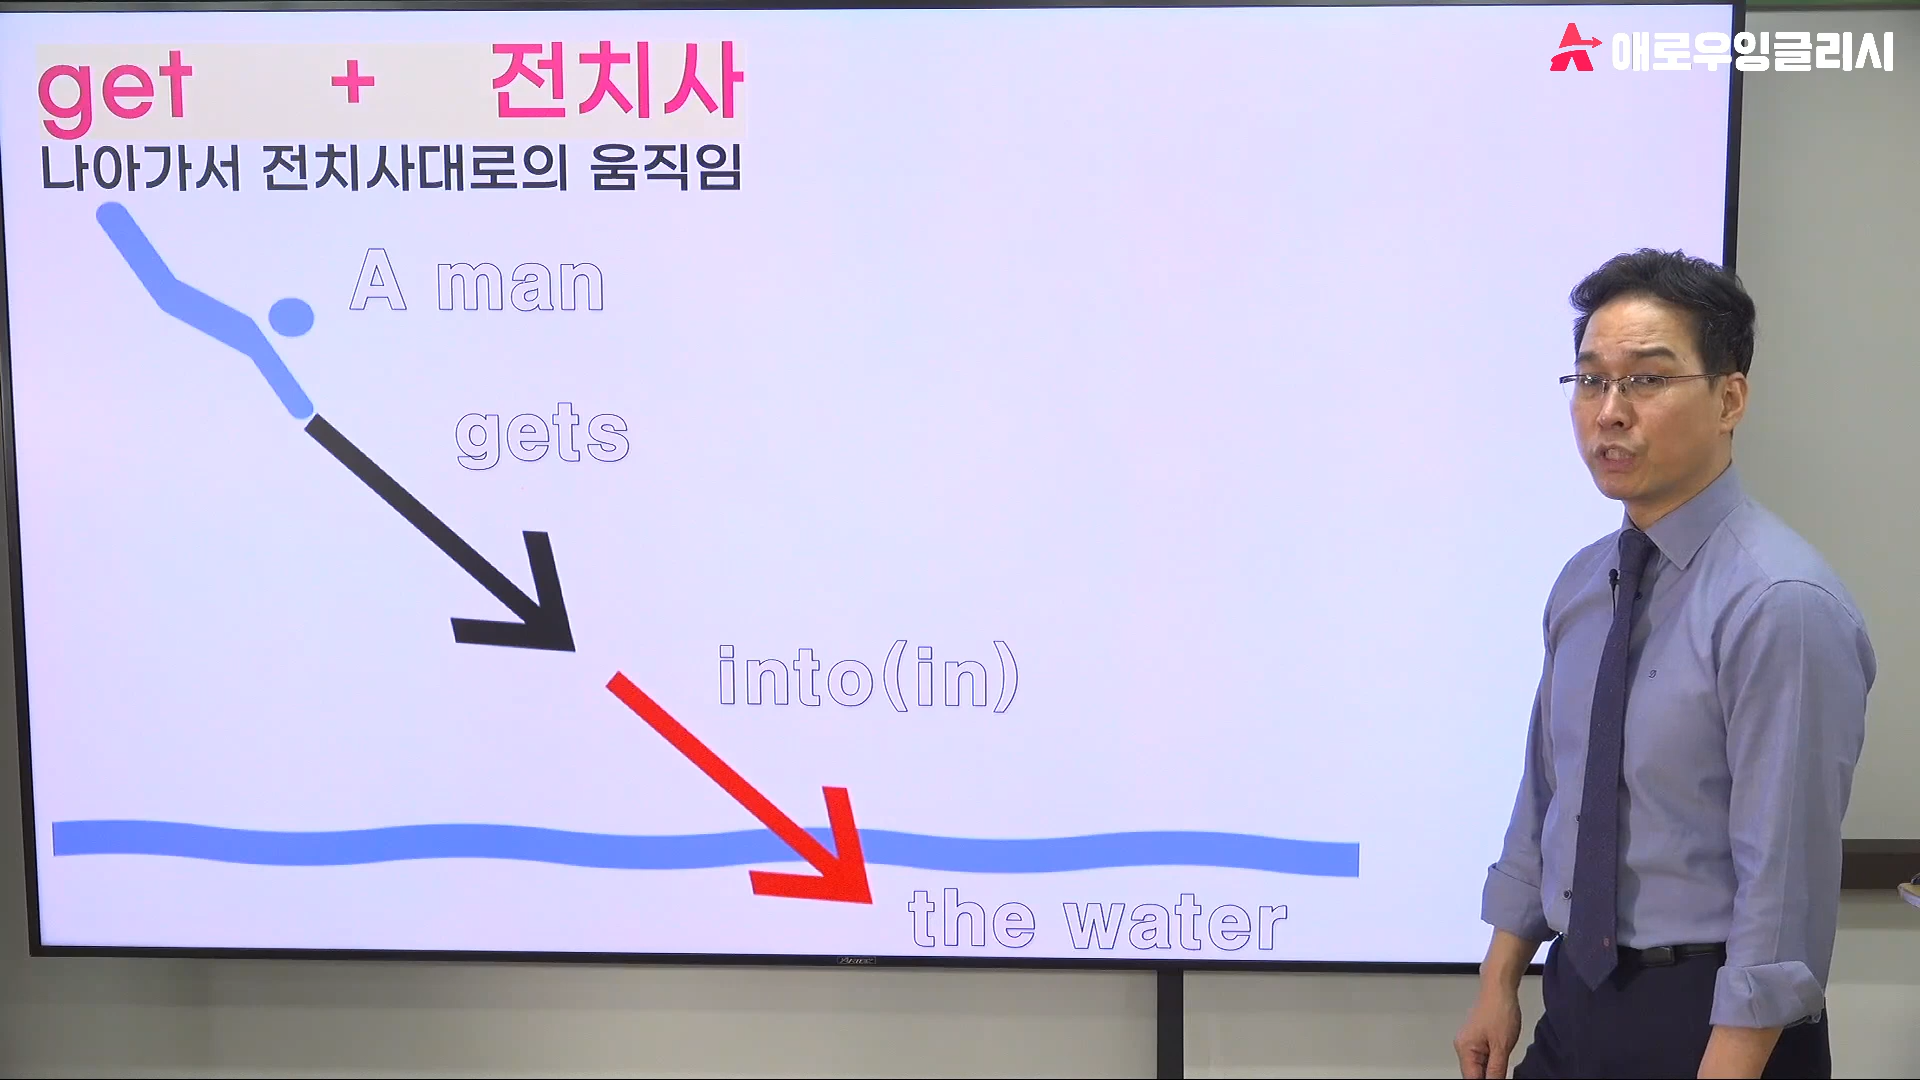 get + 전치사
나아가서 전치사대로의 움직임
A man
gets
into(in)
the water
애로우잉글리시